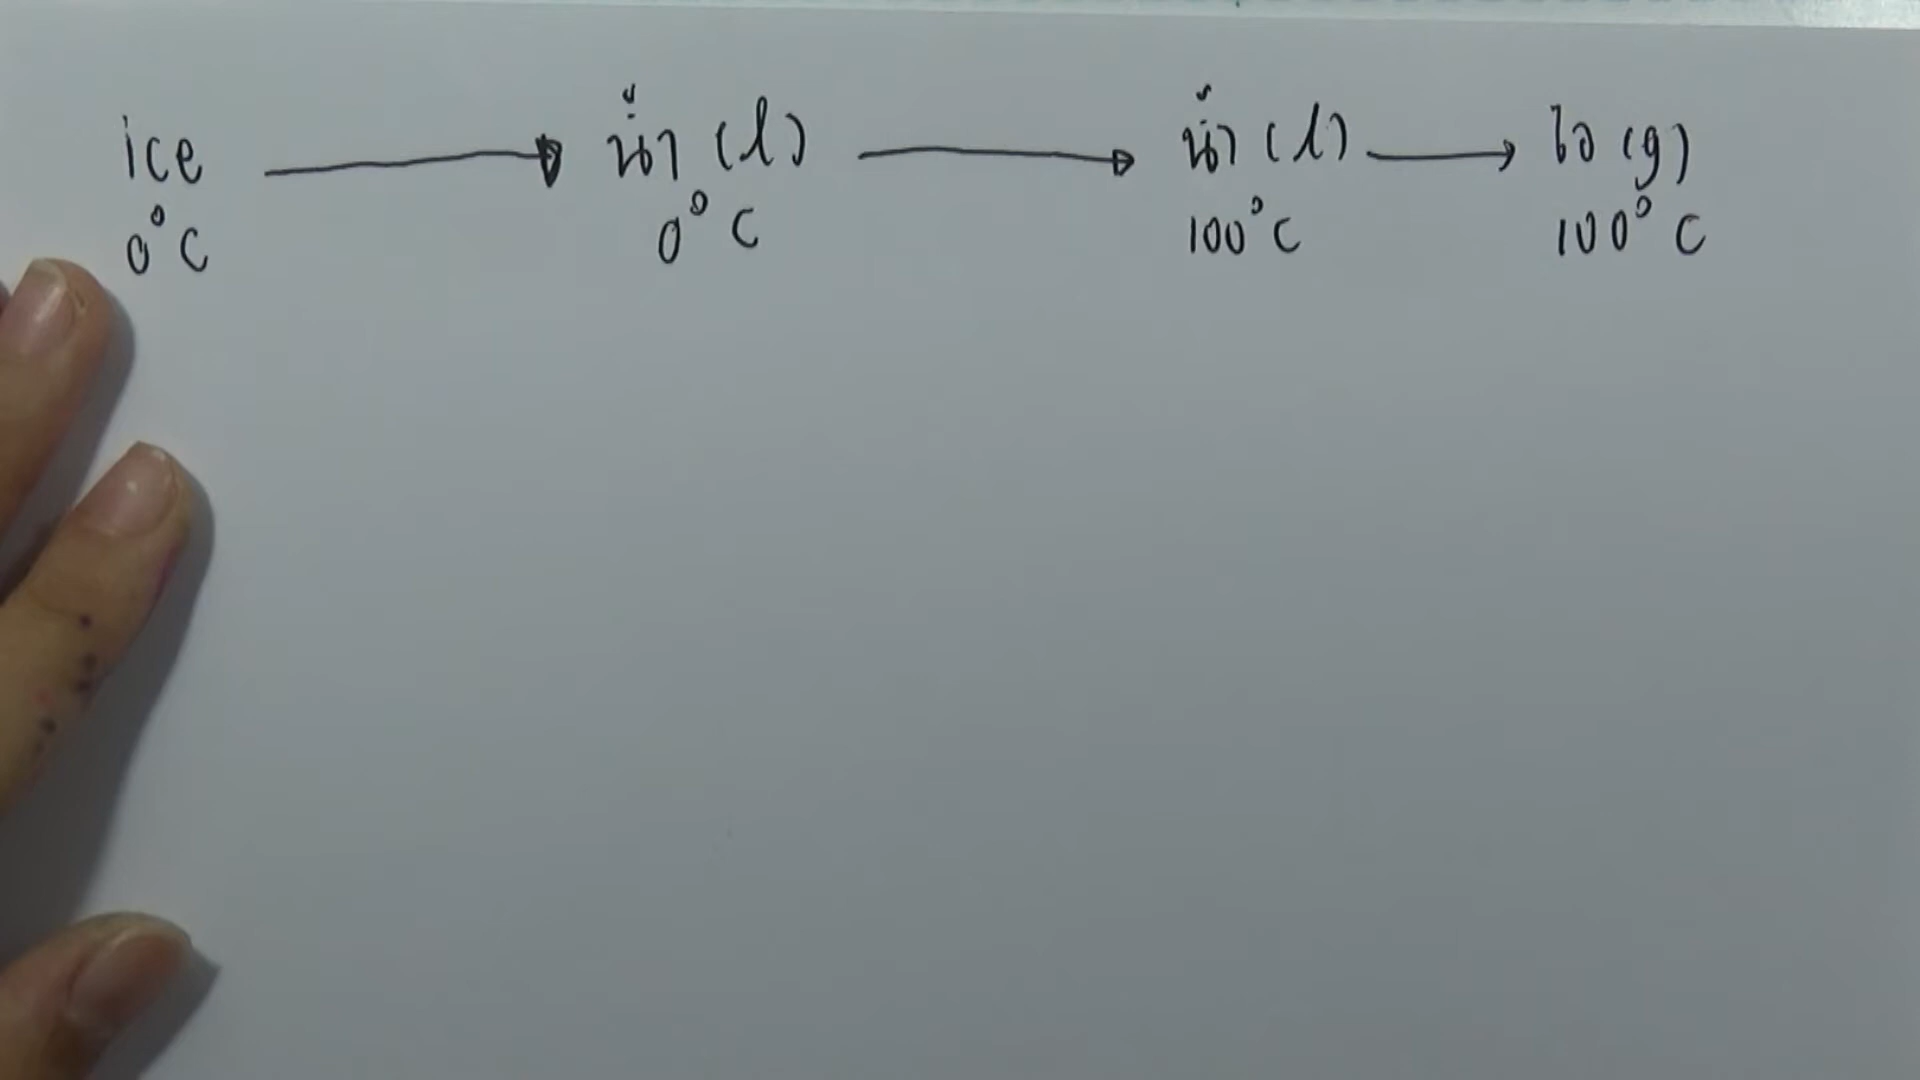 ice → น้ำ (l) → น้ำ (l) → ไอ (g)
0°C 0°C 100°C 100°C